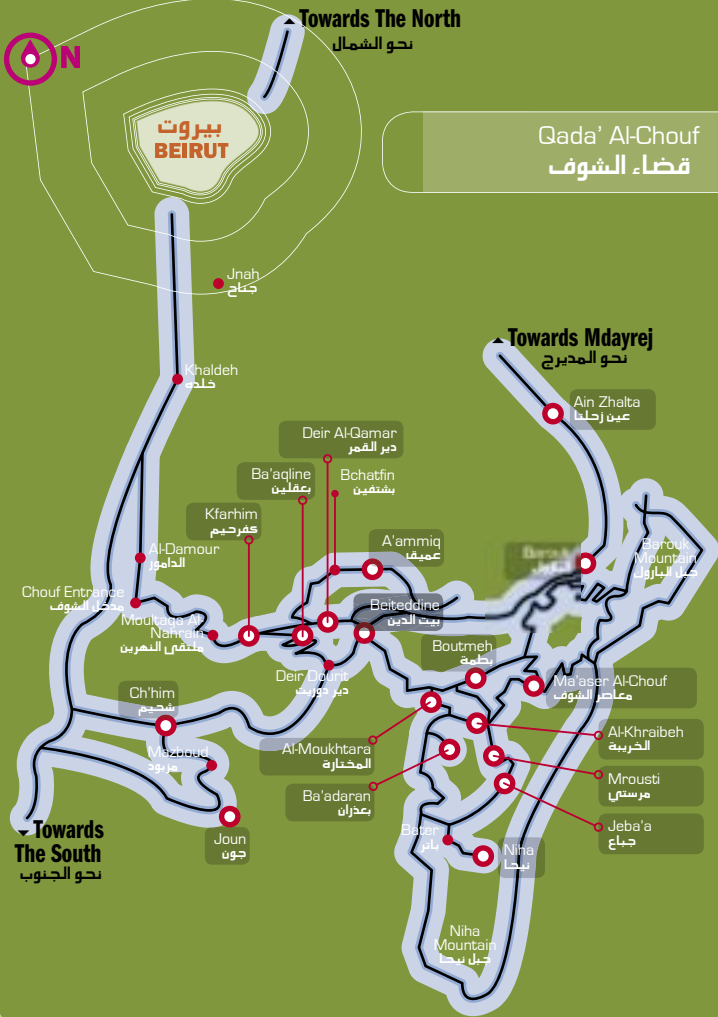 Towards The North
نحو الشمال
N
بيروت
BEIRUT
Qada' Al-Chouf
قضاء الشوف
Jnah
جناح
Towards Mdayrej
نحو المديرج
Khaldeh
خلده
Ain Zhalta
عين زحلتا
Deir Al-Qamar
دير القمر
Ba'aqline
بعقلين
Bchatfin
بشتفين
Kfarhim
كفرحيم
A'ammiq
عميق
Barouk
الباروك
Barouk
Mountain
جبل الباروك
Al-Damour
الدامور
Chouf Entrance
مدخل الشوف
Moultaqa Al-
Nahrain
ملتقى النهرين
Beiteddine
بيت الدين
Boutmeh
بطمة
Deir Dourit
دير دوريت
Ma'aser Al-Chouf
معاصر الشوف
Ch'him
شحيم
Al-Khraibeh
الخريبة
Mazboud
مزبود
Al-Moukhtara
المختارة
Mrousti
مرستي
Ba'adaran
بعذران
Jeba'a
جباع
Towards
The South
نحو الجنوب
Joun
جون
Bater
باتر
Niha
نيحا
Niha
Mountain
جبل نيحا